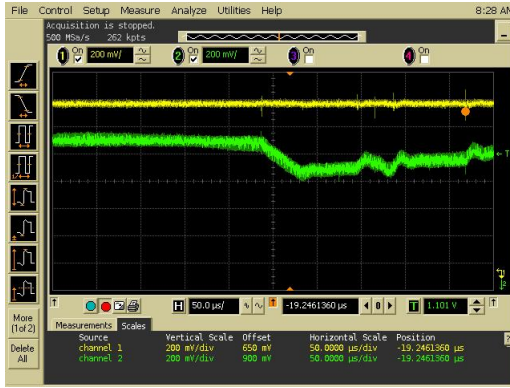 File Control Setup Measure Analyze Utilities Help 8:28 AM
Acquisition is stopped.
500 MSa/s 262 kpts
1 On 200 mV/ 2 On 200 mV/ 3 On 4 On
T
H 50.0 µs/ -19.2461360 µs 0 T 1.101 V
More
(1of 2)
Delete
All
Measurements Scales
Source Vertical Scale Offset Horizontal Scale Position
channel 1 200 mV/div 650 mV 50.0000 µs/div -19.2461360 µs
channel 2 200 mV/div 900 mV 50.0000 µs/div -19.2461360 µs